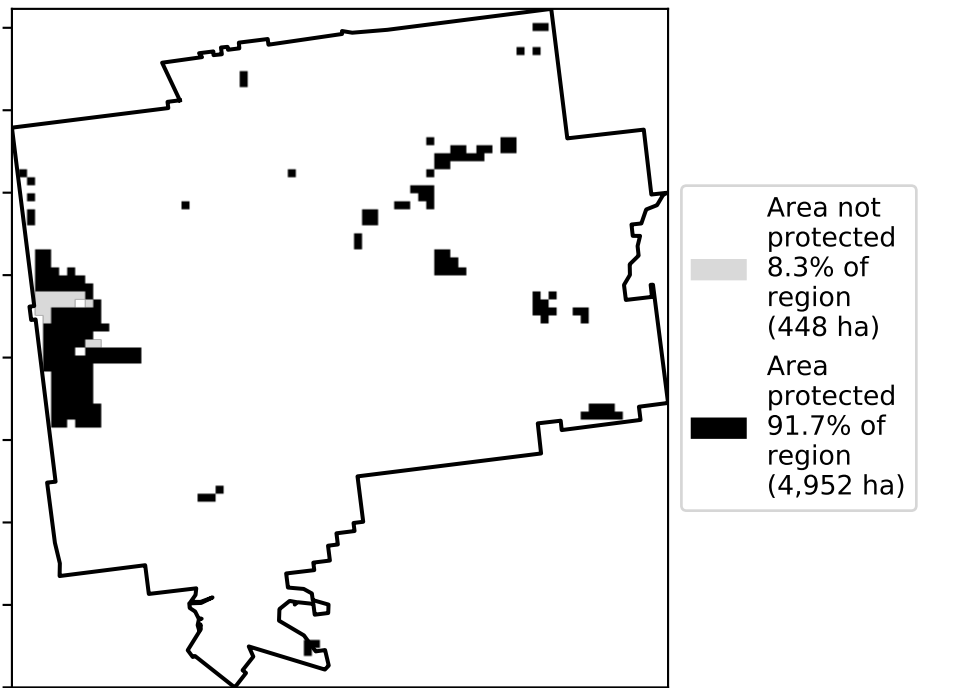 Area not
protected
8.3% of
region
(448 ha)
Area
protected
91.7% of
region
(4,952 ha)